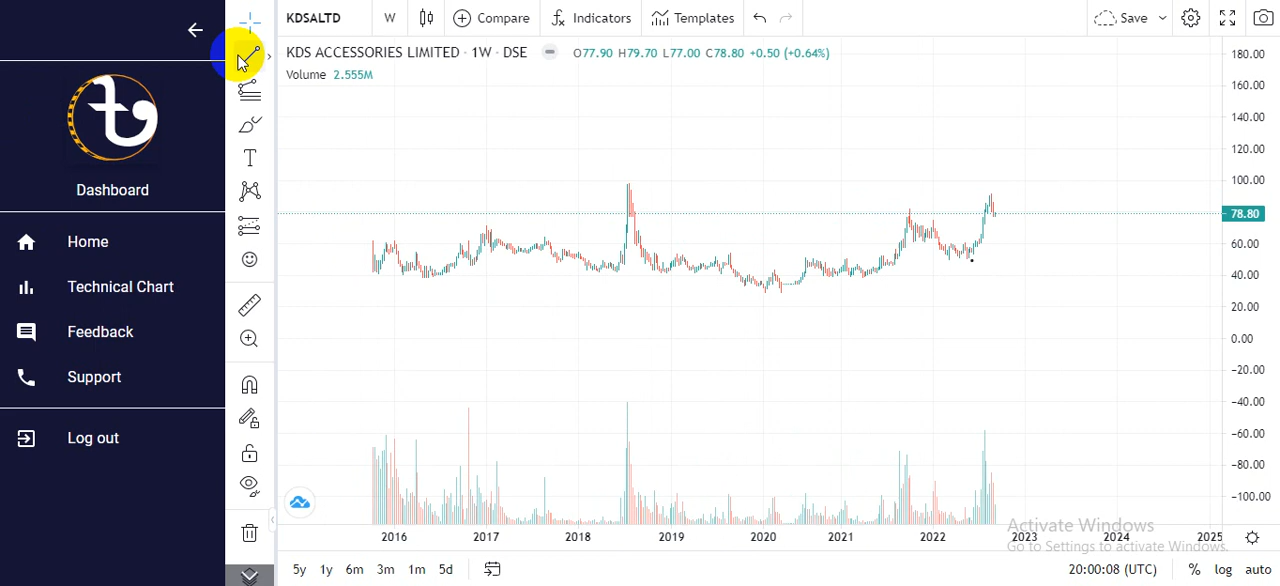 KDSALTD W Compare Indicators Templates Save
KDS ACCESSORIES LIMITED · 1W · DSE O77.90 H79.70 L77.00 C78.80 +0.50 (+0.64%)
Volume 2.555M
Dashboard
Home
Technical Chart
Feedback
Support
Log out
180.00
160.00
140.00
120.00
100.00
78.80
60.00
40.00
20.00
0.00
−20.00
−40.00
−60.00
−80.00
−100.00
2016 2017 2018 2019 2020 2021 2022 2023 2024 2025
Activate Windows
Go to Settings to activate Windows.
5y 1y 6m 3m 1m 5d 20:00:08 (UTC) % log auto